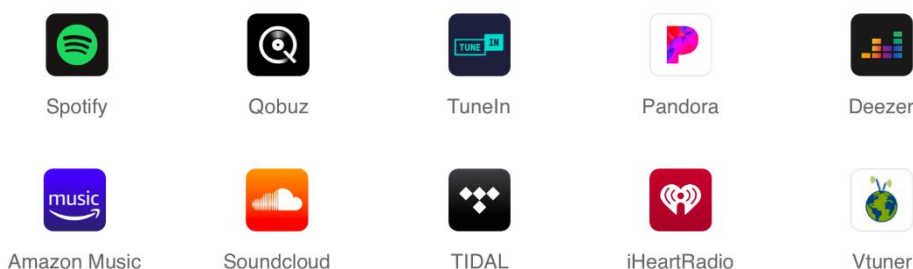 TUNE IN
Spotify
Qobuz
TuneIn
Pandora
Deezer
music
Amazon Music
Soundcloud
TIDAL
iHeartRadio
Vtuner